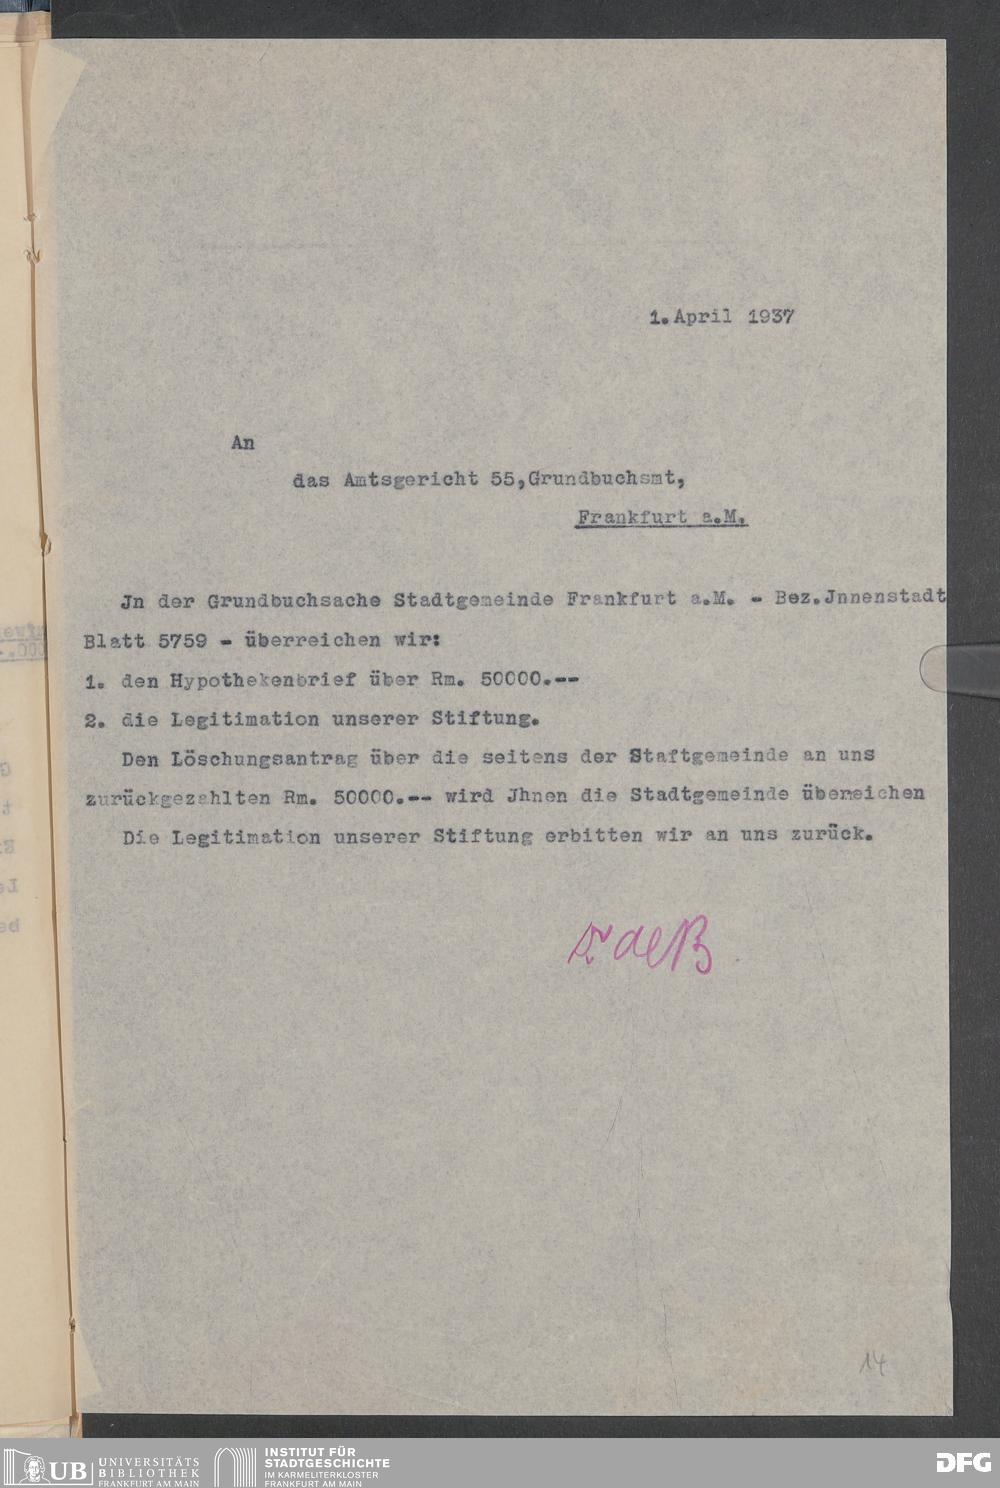 1. April 1937
An
das Amtsgericht 55, Grundbuchamt,
Frankfurt a.M.
Jn der Grundbuchsache Stadtgemeinde Frankfurt a.M. - Bez.Jnnenstadt
Blatt 5759 - überreichen wir:
1. den Hypothekenbrief über Rm. 50000.--
2. die Legitimation unserer Stiftung.
Den Löschungsantrag über die seitens der Staftgemeinde an uns
zurückgezahlten Rm. 50000.-- wird Jhnen die Stadtgemeinde überreichen
Die Legitimation unserer Stiftung erbitten wir an uns zurück.
14
UB UNIVERSITÄTS
BIBLIOTHEK
FRANKFURT AM MAIN
INSTITUT FÜR
STADTGESCHICHTE
IM KARMELITERKLOSTER
FRANKFURT AM MAIN
DFG